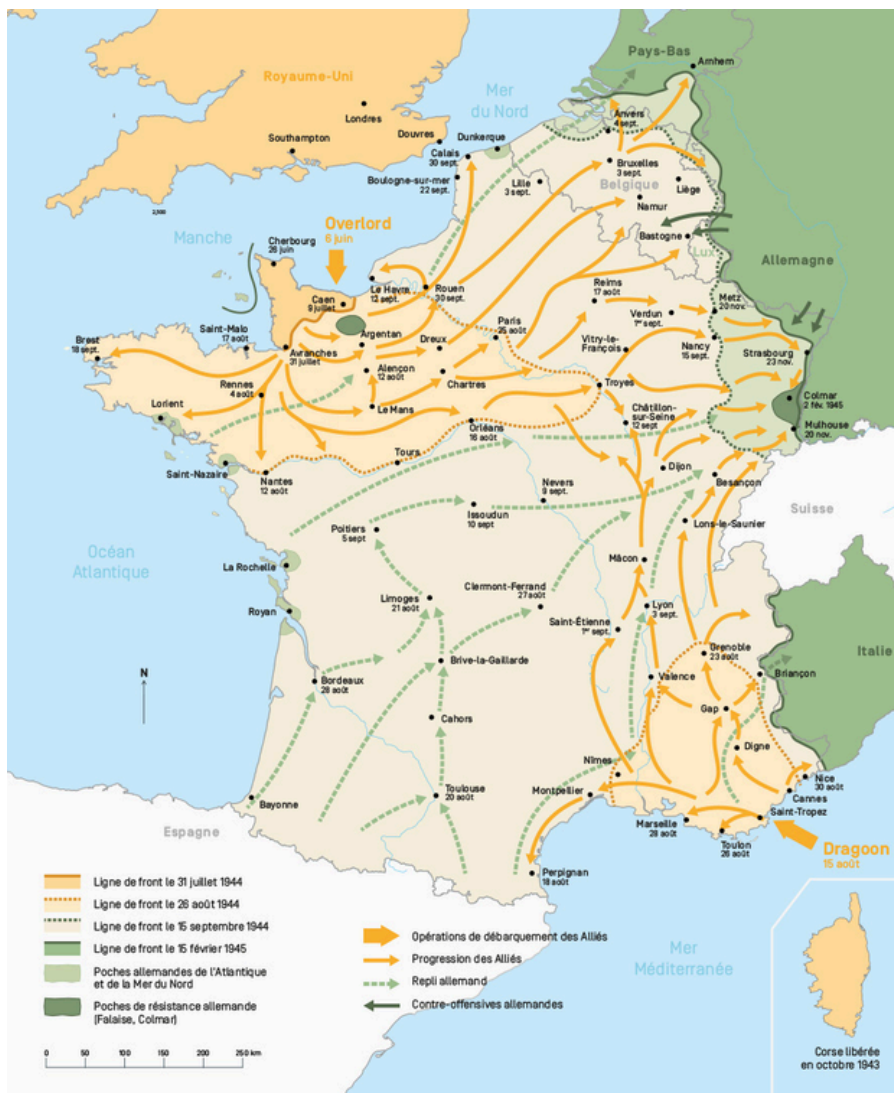 Royaume-Uni
Londres
Southampton
Douvres
Mer
du Nord
Pays-Bas
Arnhem
Anvers
4 sept.
Dunkerque
Calais
30 sept.
Boulogne-sur-mer
22 sept.
Lille
3 sept.
Bruxelles
3 sept.
Belgique
Liège
Namur
Bastogne
Lux
Allemagne
Manche
Overlord
6 juin
Cherbourg
26 juin
Caen
9 juillet
Le Havre
12 sept.
Rouen
30 sept.
Reims
17 août
Verdun
1er sept.
Metz
20 nov.
Nancy
15 sept.
Strasbourg
23 nov.
Colmar
2 fév. 1945
Mulhouse
20 nov.
Brest
18 sept.
Saint-Malo
17 août
Avranches
31 juillet
Argentan
Dreux
Paris
25 août
Vitry-le-
François
Alençon
12 août
Chartres
Rennes
4 août
Lorient
Le Mans
Orléans
16 août
Troyes
Châtillon-
sur-Seine
12 sept
Saint-Nazaire
Nantes
12 août
Tours
Dijon
Besançon
Suisse
Nevers
9 sept.
Issoudun
10 sept
Poitiers
5 sept
Lons-le-Saunier
Océan
Atlantique
La Rochelle
Royan
Limoges
21 août
Clermont-Ferrand
27 août
Mâcon
Lyon
3 sept.
Saint-Étienne
1er sept.
Italie
Grenoble
23 août
Briançon
N
Bordeaux
28 août
Brive-la-Gaillarde
Valence
Gap
Cahors
Digne
Nîmes
Nice
30 août
Cannes
Saint-Tropez
Bayonne
Toulouse
20 août
Montpellier
Marseille
28 août
Toulon
26 août
Dragoon
15 août
Espagne
Perpignan
18 août
Mer
Méditerranée
Ligne de front le 31 juillet 1944
Ligne de front le 26 août 1944
Ligne de front le 15 septembre 1944
Ligne de front le 15 février 1945
Poches allemandes de l'Atlantique
et de la Mer du Nord
Poches de résistance allemande
(Falaise, Colmar)
Opérations de débarquement des Alliés
Progression des Alliés
Repli allemand
Contre-offensives allemandes
0 50 100 150 200 250 km
Corse libérée
en octobre 1943